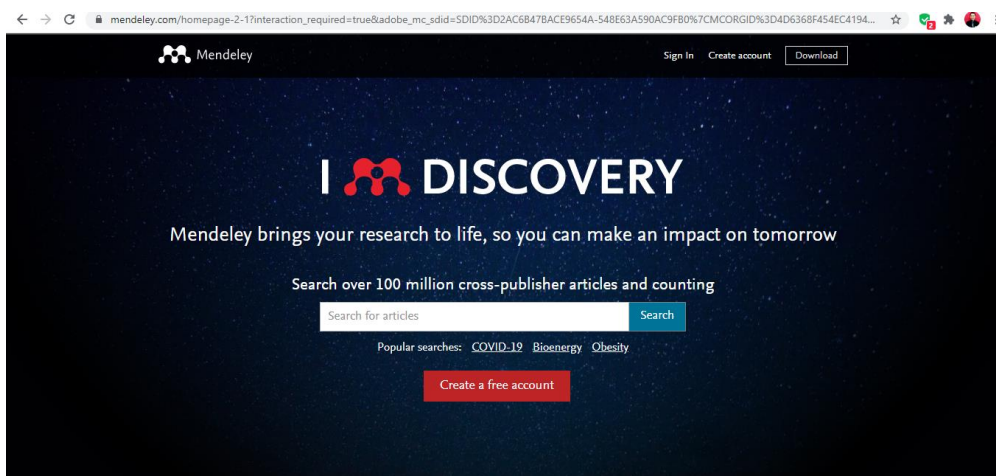 mendeley.com/homepage-2-1?interaction_required=true&adobe_mc_sdid=SDID%3D2AC6B47BACE9654A-548E63A590AC9FB0%7CMCORGID%3D4D6368F454EC4194...
2
Mendeley
Sign In Create account Download
I DISCOVERY
Mendeley brings your research to life, so you can make an impact on tomorrow
Search over 100 million cross-publisher articles and counting
Search for articles Search
Popular searches: COVID-19 Bioenergy Obesity
Create a free account